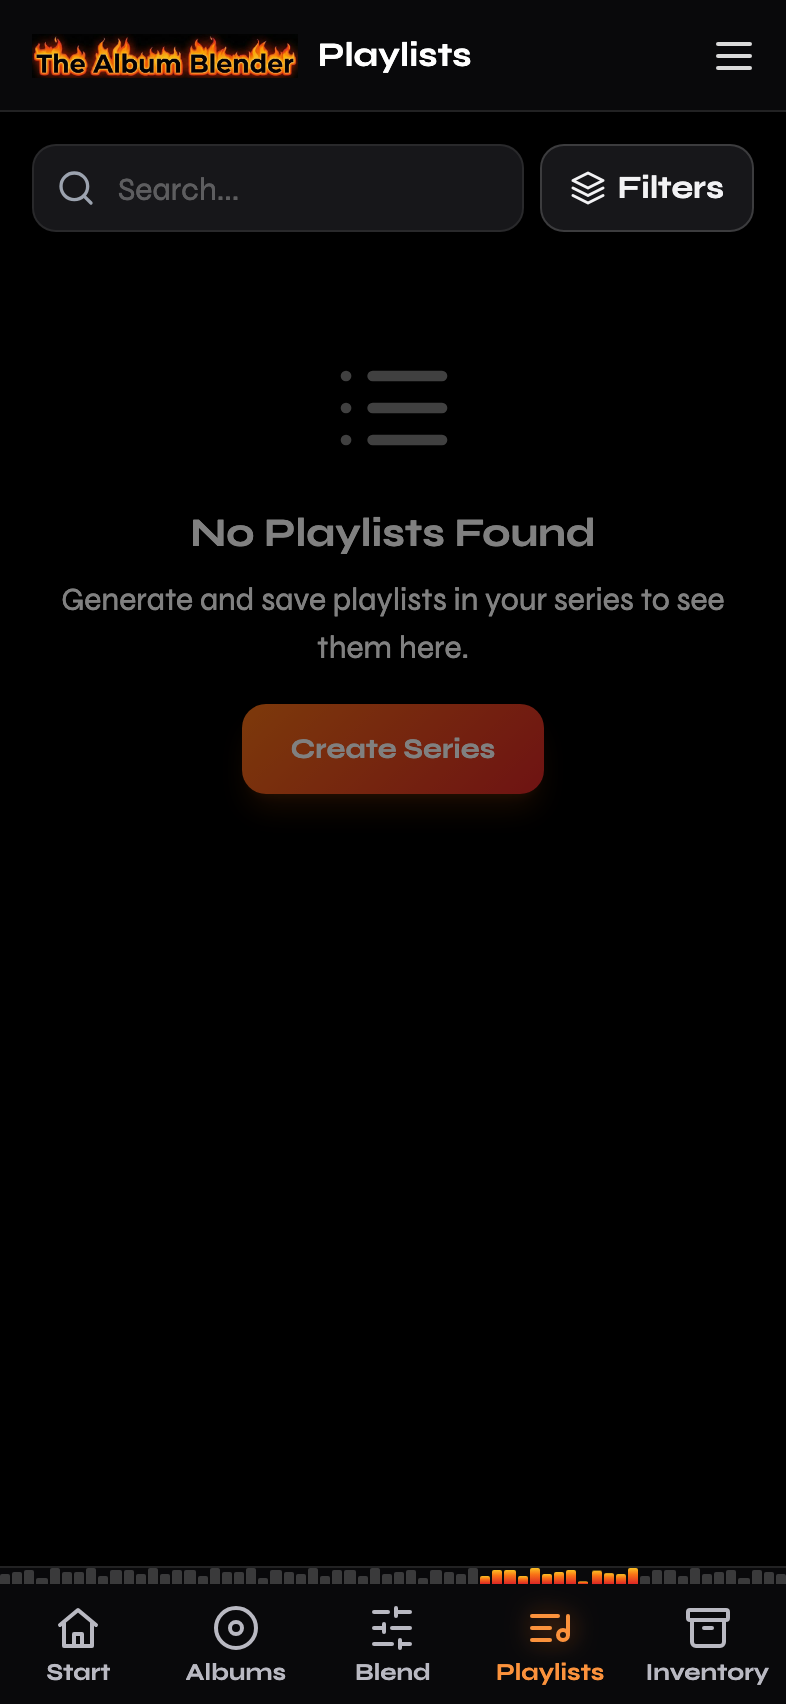 The Album Blender Playlists
Search...
Filters
No Playlists Found
Generate and save playlists in your series to see
them here.
Create Series
Start Albums Blend Playlists Inventory